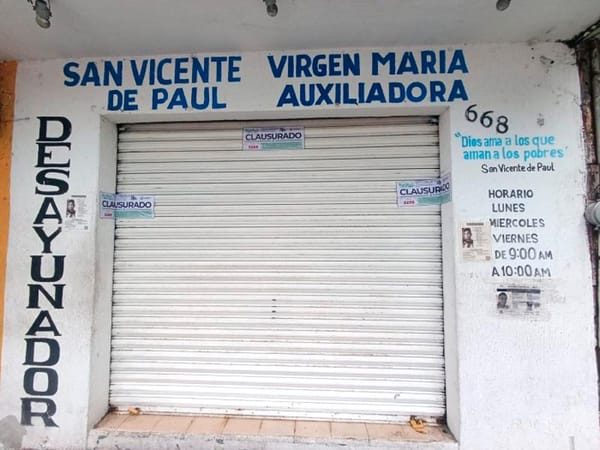 SAN VICENTE
DE PAUL
VIRGEN MARIA
AUXILIADORA
DESAYUNADOR
CLAUSURADO
CLAUSURADO
CLAUSURADO
668
"Dios ama a los que
aman a los pobres"
San Vicente de Paul
HORARIO
LUNES
MIERCOLES
VIERNES
DE 9:00 AM
A 10:00 AM